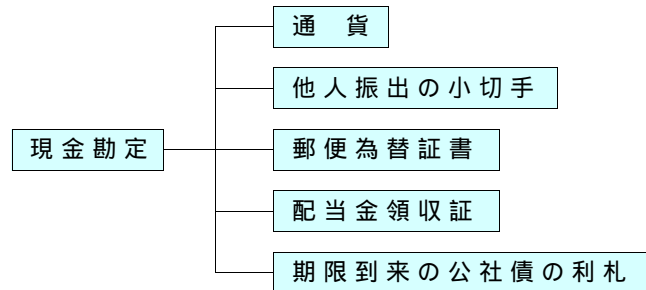 通貨
他人振出の小切手
現金勘定
郵便為替証書
配当金領収証
期限到来の公社債の利札